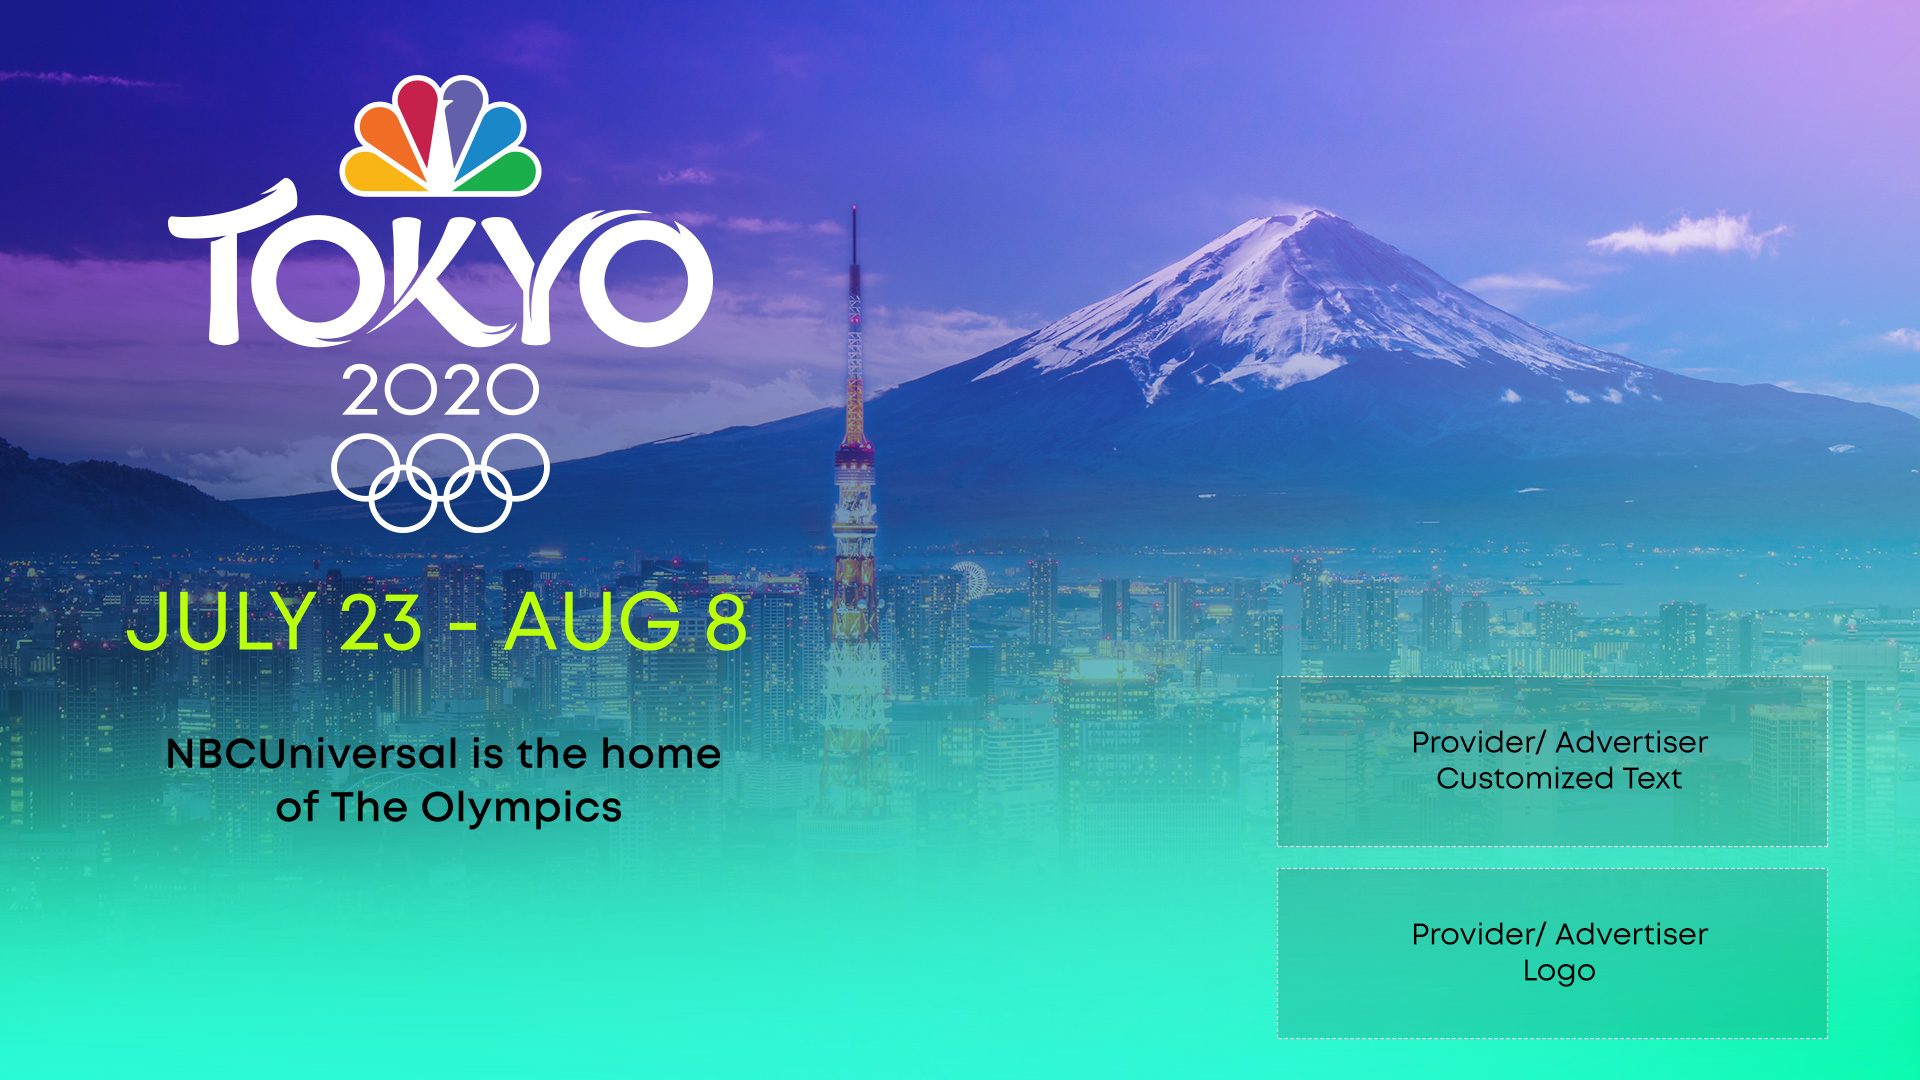 TOKYO
2020
JULY 23 - AUG 8
NBCUniversal is the home
of The Olympics
Provider/ Advertiser
Customized Text
Provider/ Advertiser
Logo